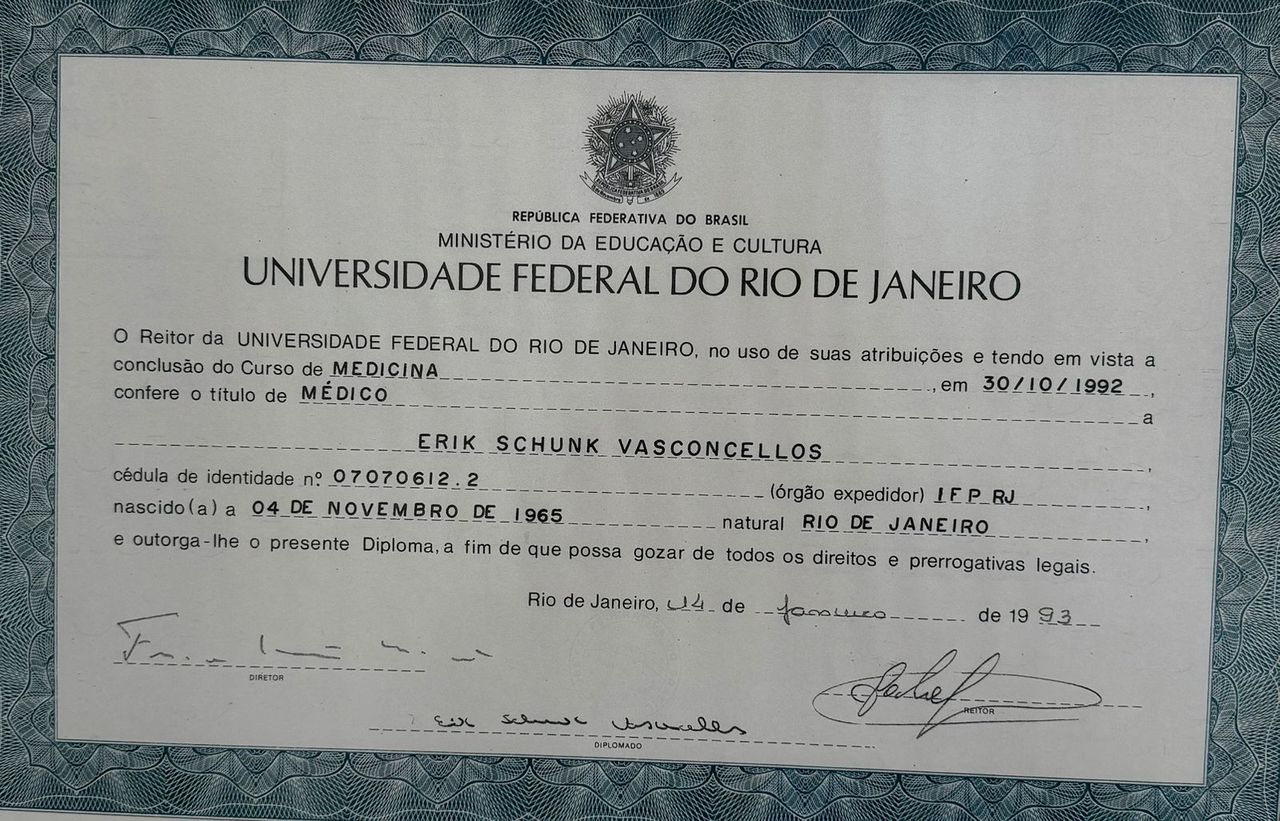 REPÚBLICA FEDERATIVA DO BRASIL
MINISTÉRIO DA EDUCAÇÃO E CULTURA
UNIVERSIDADE FEDERAL DO RIO DE JANEIRO
O Reitor da UNIVERSIDADE FEDERAL DO RIO DE JANEIRO, no uso de suas atribuições e tendo em vista a
conclusão do Curso de MEDICINA, em 30/10/1992,
confere o título de MÉDICO a
ERIK SCHUNK VASCONCELLOS,
cédula de identidade n.º 07070612.2 (órgão expedidor) IFP RJ,
nascido(a) a 04 DE NOVEMBRO DE 1965 natural RIO DE JANEIRO,
e outorga-lhe o presente Diploma, a fim de que possa gozar de todos os direitos e prerrogativas legais.
Rio de Janeiro, de janeiro de 1993
DIRETOR
REITOR
Erik Schunk Vasconcellos
DIPLOMADO